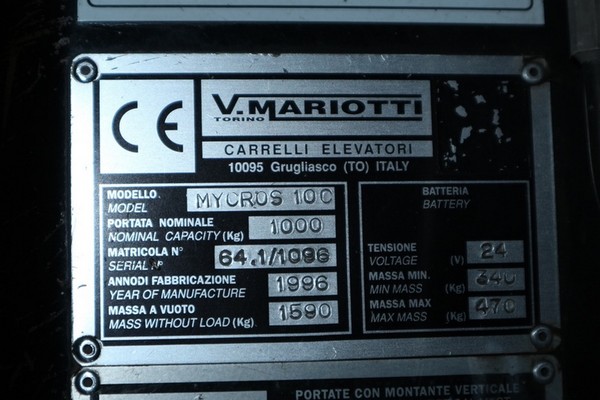 CE
V.MARIOTTI
TORINO
CARRELLI ELEVATORI
10095 Grugliasco (TO) ITALY
MODELLO
MODEL
MYCROS 10C
PORTATA NOMINALE
NOMINAL CAPACITY (Kg)
1000
MATRICOLA N°
SERIAL N°
64.1/1096
ANNODI FABBRICAZIONE
YEAR OF MANUFACTURE
1996
MASSA A VUOTO
MASS WITHOUT LOAD (Kg)
1590
BATTERIA
BATTERY
TENSIONE
VOLTAGE (V)
24
MASSA MIN.
MIN MASS (Kg)
MASSA MAX
MAX MASS (Kg)
470
PORTATE CON MONTANTE VERTICALE